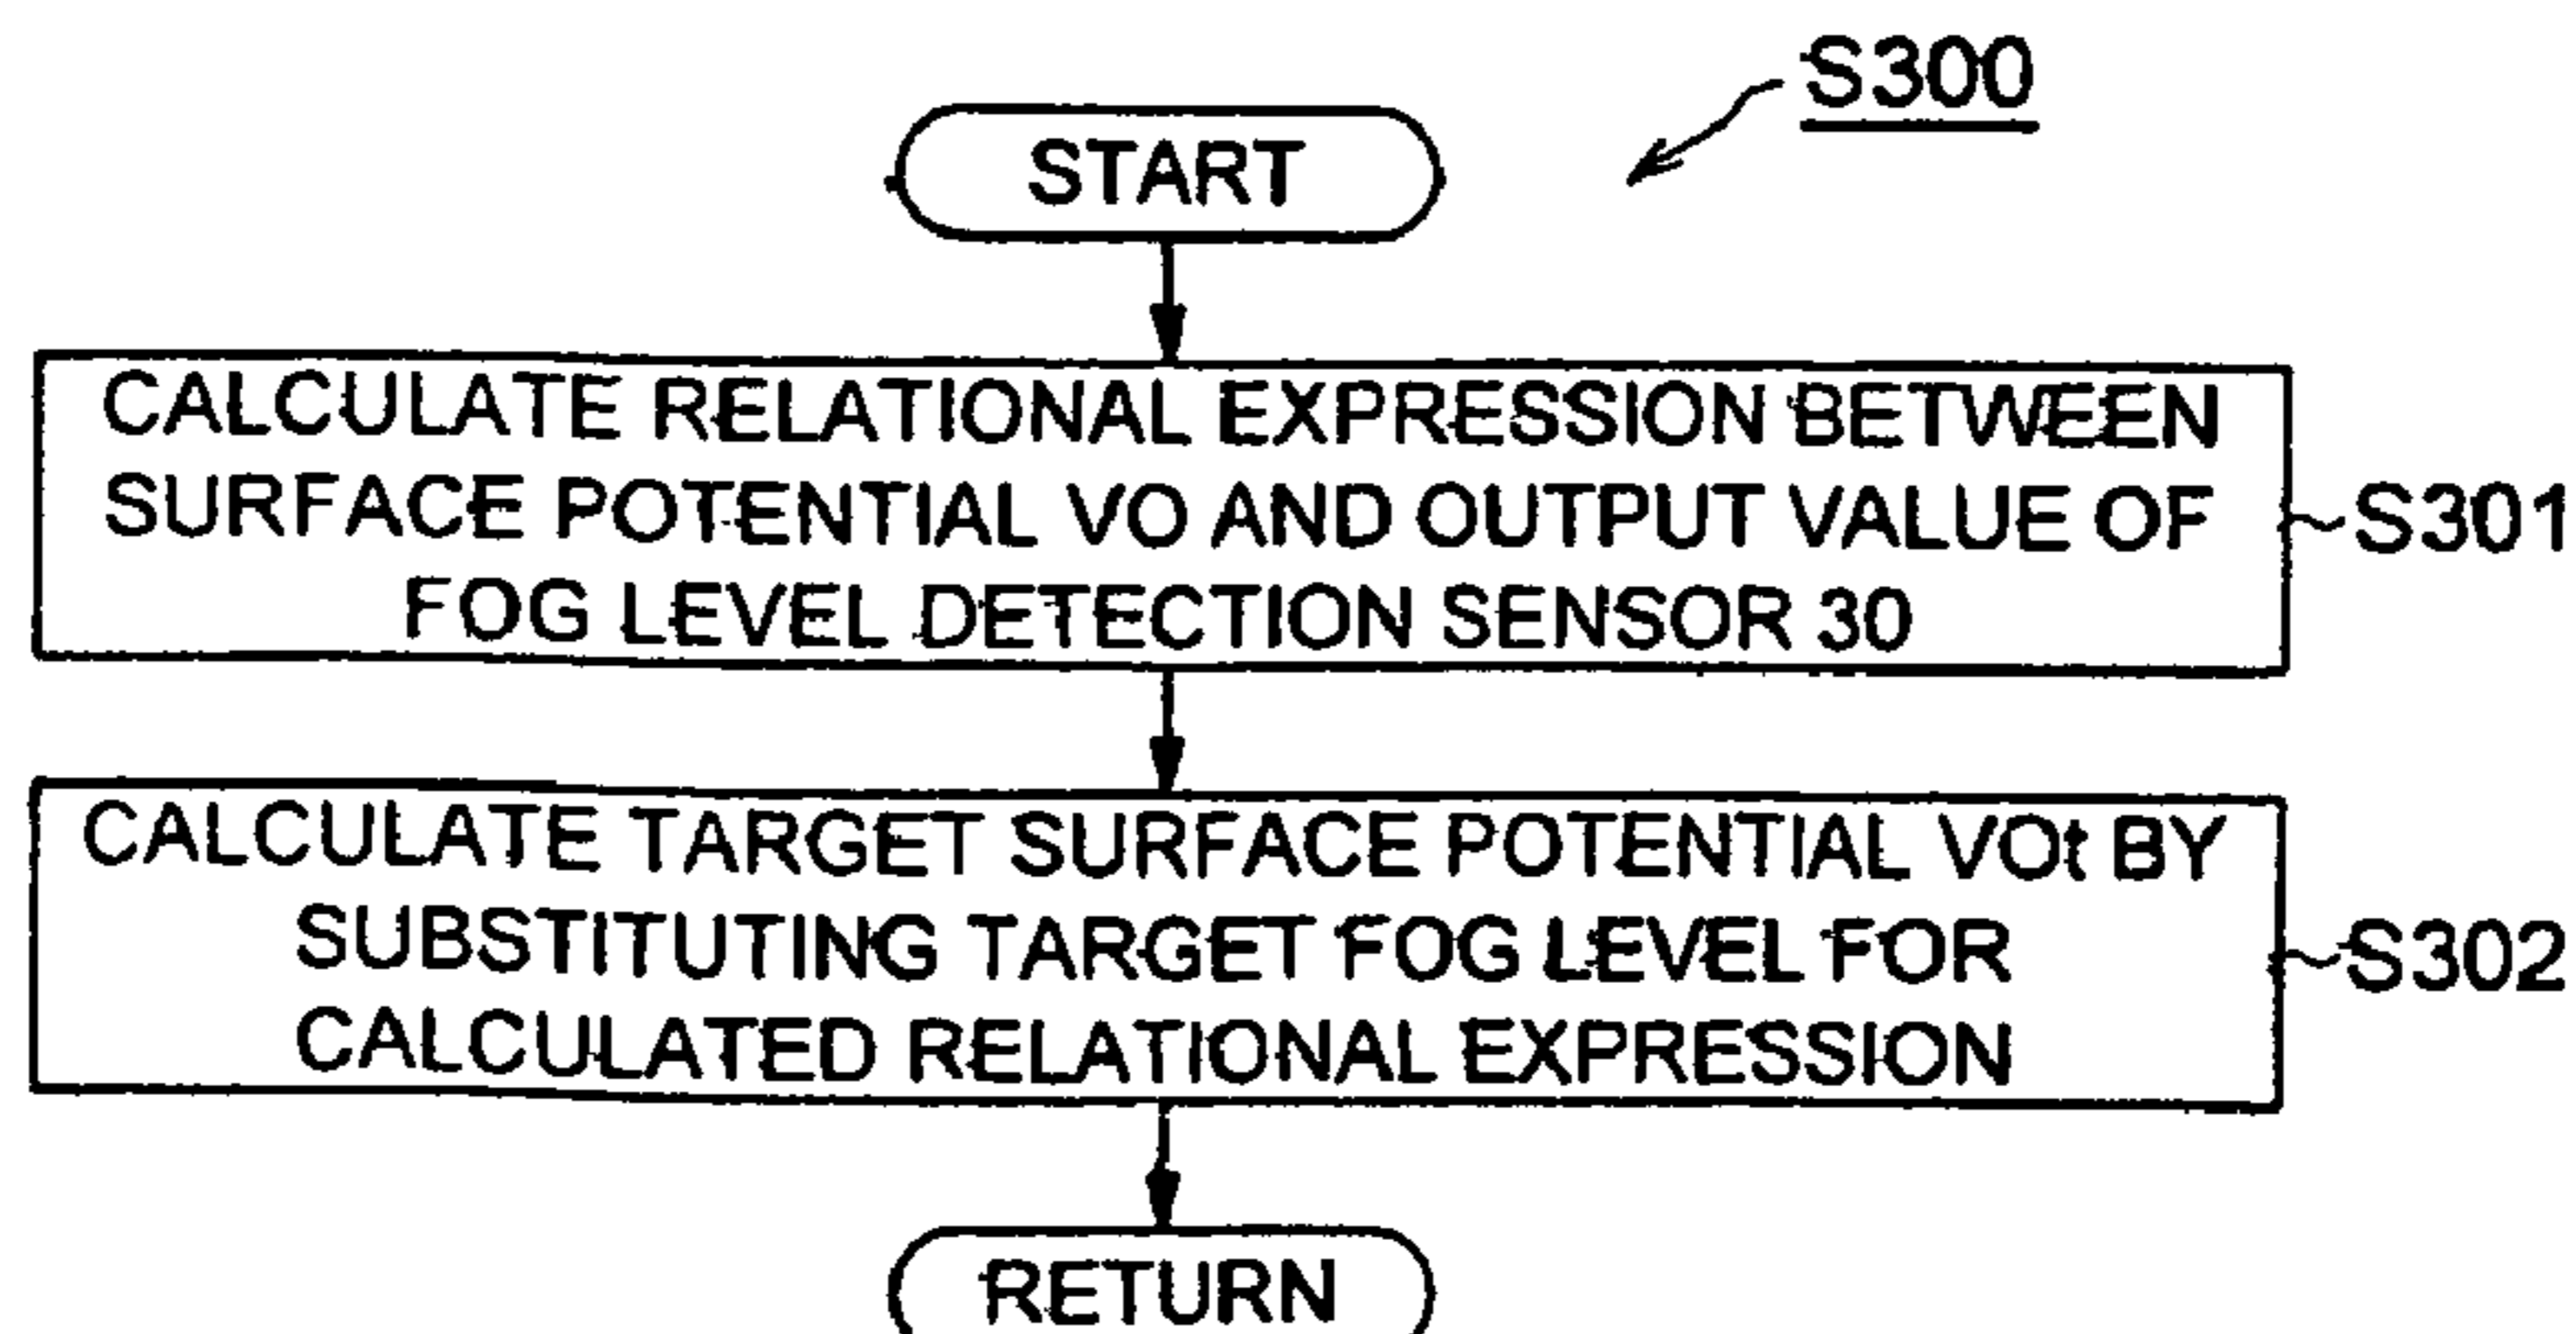 S300
START
CALCULATE RELATIONAL EXPRESSION BETWEEN
SURFACE POTENTIAL VO AND OUTPUT VALUE OF
FOG LEVEL DETECTION SENSOR 30
S301
CALCULATE TARGET SURFACE POTENTIAL VOt BY
SUBSTITUTING TARGET FOG LEVEL FOR
CALCULATED RELATIONAL EXPRESSION
S302
RETURN